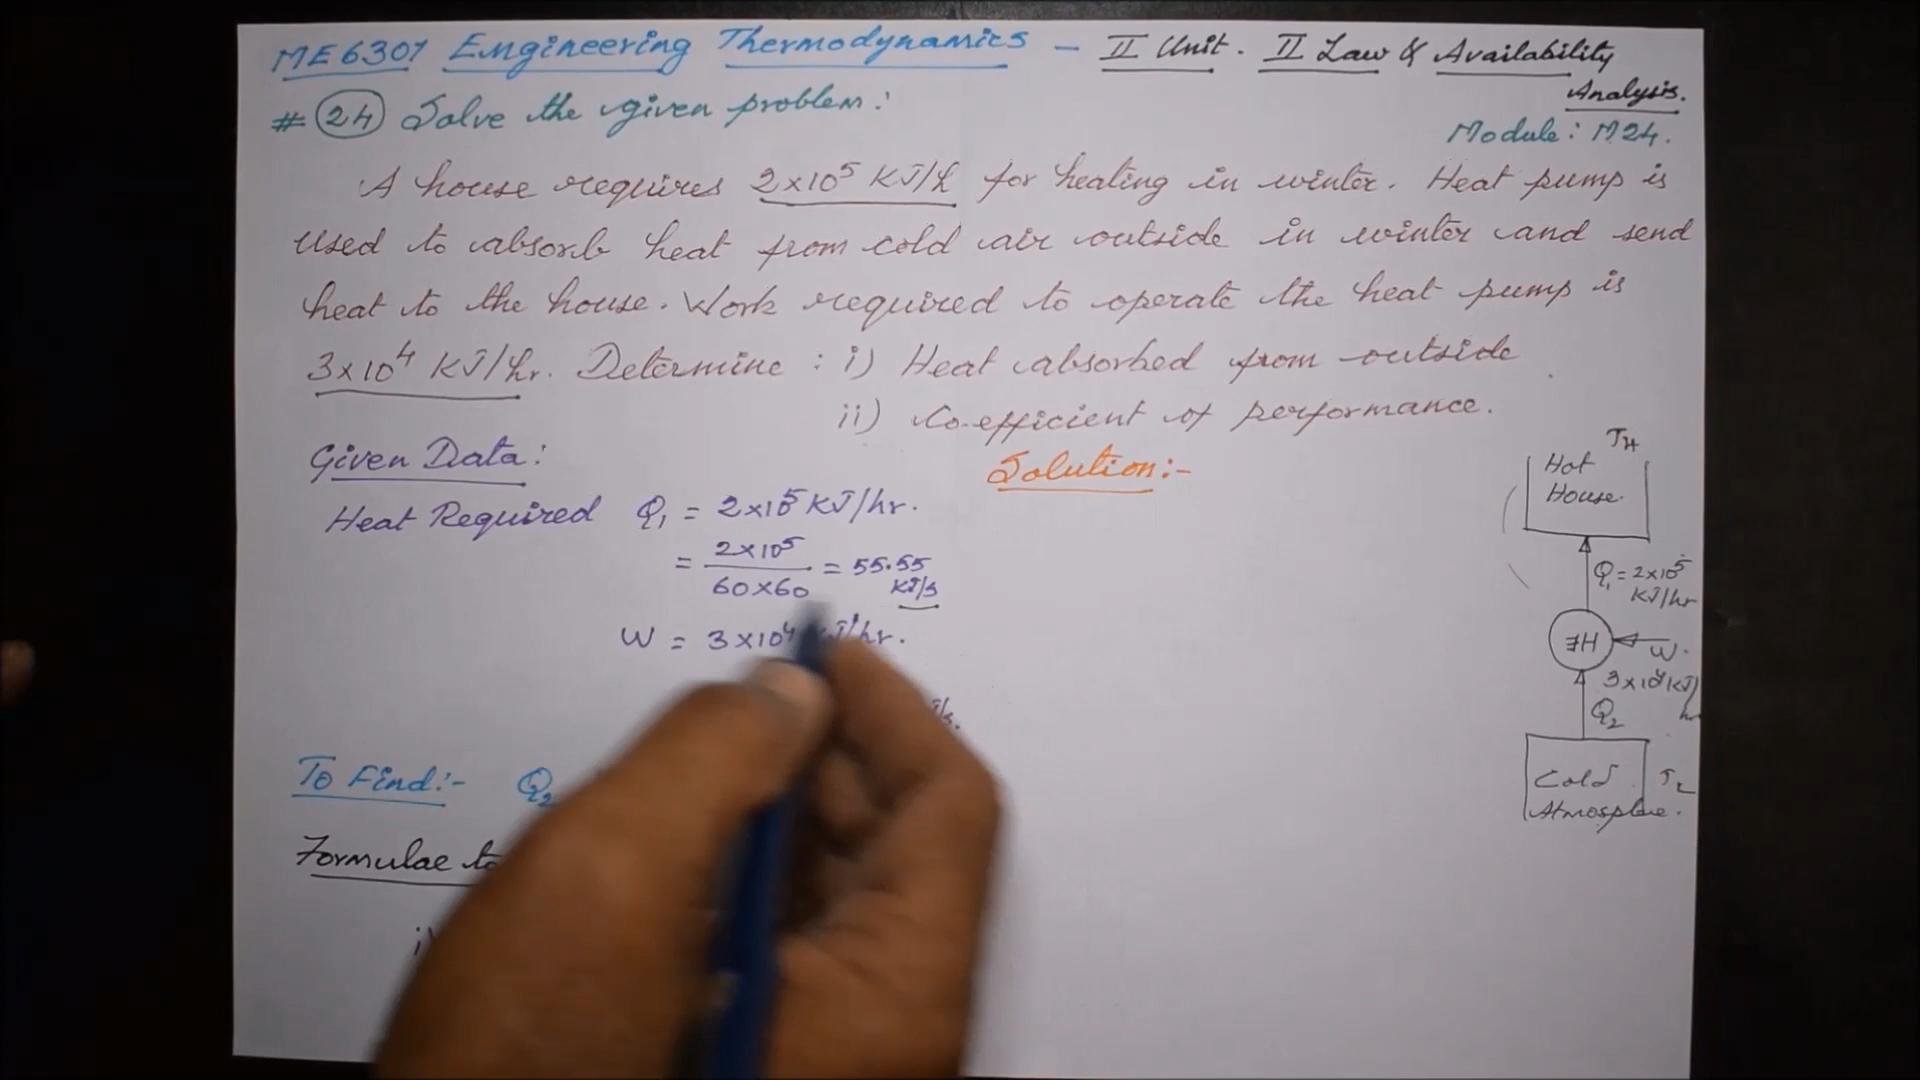 ME6301 Engineering Thermodynamics - II Unit. II Law & Availability
Analysis.
# 24 Solve the given problem:
Module: M24.
A house requires 2×10⁵ KJ/h for heating in winter. Heat pump is
used to absorb heat from cold air outside in winter and send
heat to the house. Work required to operate the heat pump is
3×10⁴ KJ/hr. Determine: i) Heat absorbed from outside
ii) Co-efficient of performance.
Given Data:
Heat Required Q₁ = 2×10⁵ KJ/hr.
= 2×10⁵ / 60×60 = 55.55 KJ/s
W = 3×10⁴ KJ/hr.
/s.
To Find:- Q₂
Formulae to
i)
Solution:-
T_H
Hot
House.
Q₁ = 2×10⁵
KJ/hr
H
W.
3×10⁴ KJ/
hr
Q₂
Cold
Atmosphere.
T_L